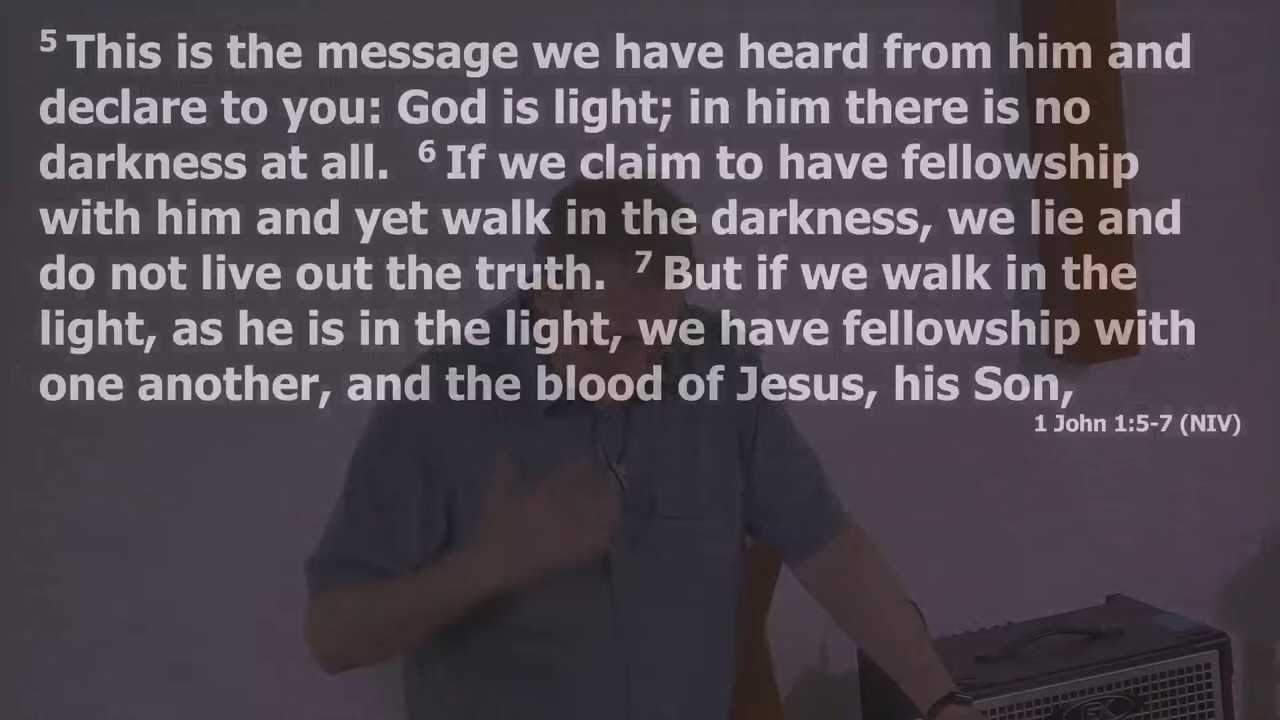 ⁵ This is the message we have heard from him and
declare to you: God is light; in him there is no
darkness at all. ⁶ If we claim to have fellowship
with him and yet walk in the darkness, we lie and
do not live out the truth. ⁷ But if we walk in the
light, as he is in the light, we have fellowship with
one another, and the blood of Jesus, his Son,
1 John 1:5-7 (NIV)